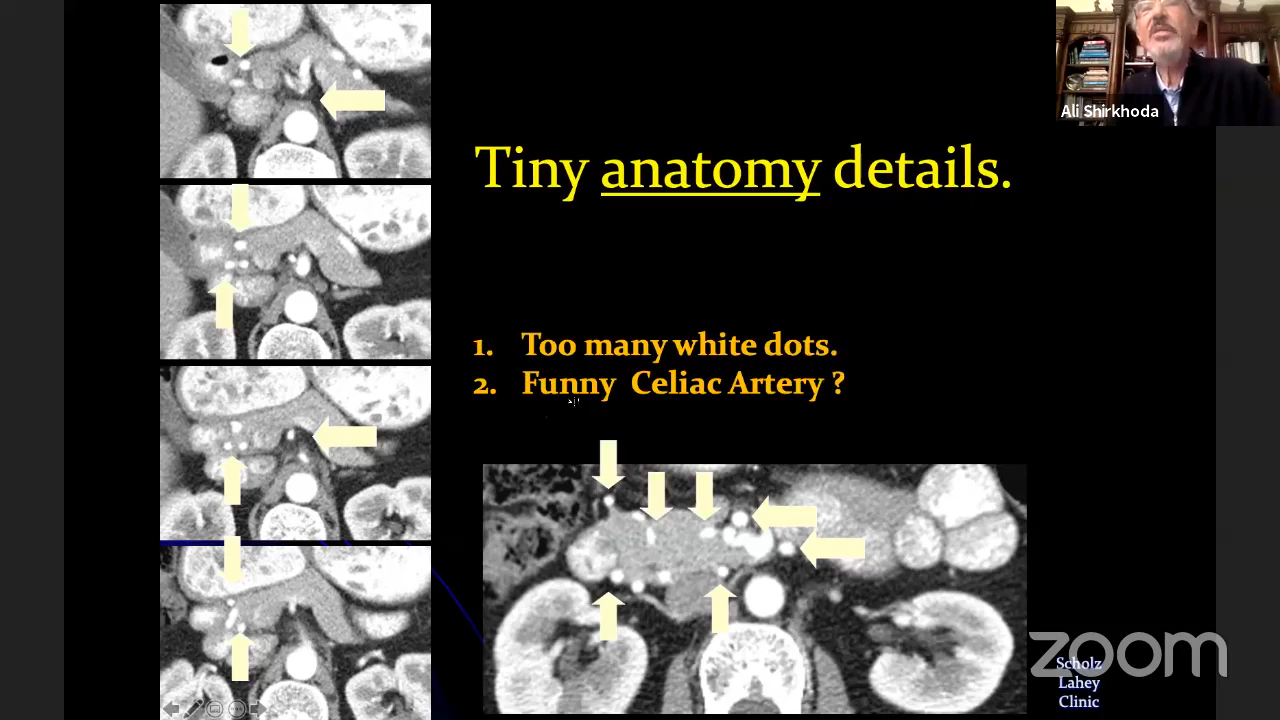 Ali Shirkhoda
Tiny anatomy details.
1. Too many white dots.
2. Funny Celiac Artery ?
zoom
Scholz
Lahey
Clinic